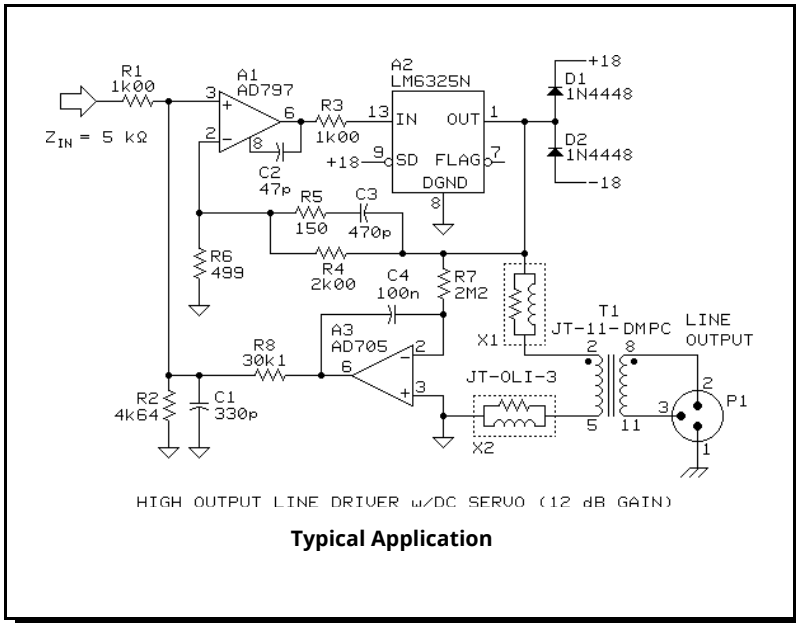 +18
A2
LM6325N
D1
1N4448
R1
1k00
A1
AD797
3
+
6
R3
1k00
13
IN
OUT
1
2
−
8
C2
47p
+18
9
SD
FLAG
7
DGND
8
D2
1N4448
−18
Z_IN = 5 kΩ
R5
150
C3
470p
R6
499
R4
2k00
C4
100n
R7
2M2
X1
T1
JT-11-DMPC
LINE
OUTPUT
A3
AD705
6
2
−
+
3
R8
30k1
R2
4k64
C1
330p
JT-OLI-3
X2
2
8
5
11
2
3
1
P1
HIGH OUTPUT LINE DRIVER w/DC SERVO (12 dB GAIN)
Typical Application